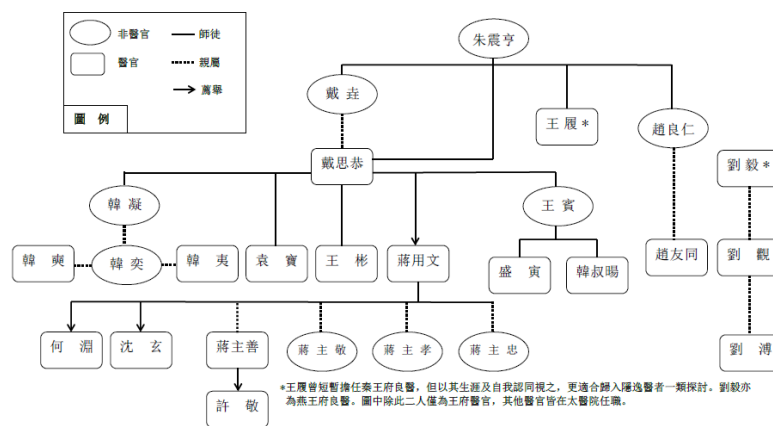 非醫官
師徒
醫官
親屬
薦舉
圖 例
朱震亨
戴 垚
王 履 *
趙良仁
戴思恭
劉 毅 *
韓 凝
王 賓
韓 奭
韓 奕
韓 夷
袁 寶
王 彬
蔣用文
盛 寅
韓叔暘
趙友同
劉 觀
何 淵
沈 玄
蔣主善
蔣 主 敬
蔣 主 孝
蔣 主 忠
劉 溥
許 敬
*王履曾短暫擔任秦王府良醫，但以其生涯及自我認同視之，更適合歸入隱逸醫者一類探討。劉毅亦
為燕王府良醫。圖中除此二人僅為王府醫官，其他醫官皆在太醫院任職。